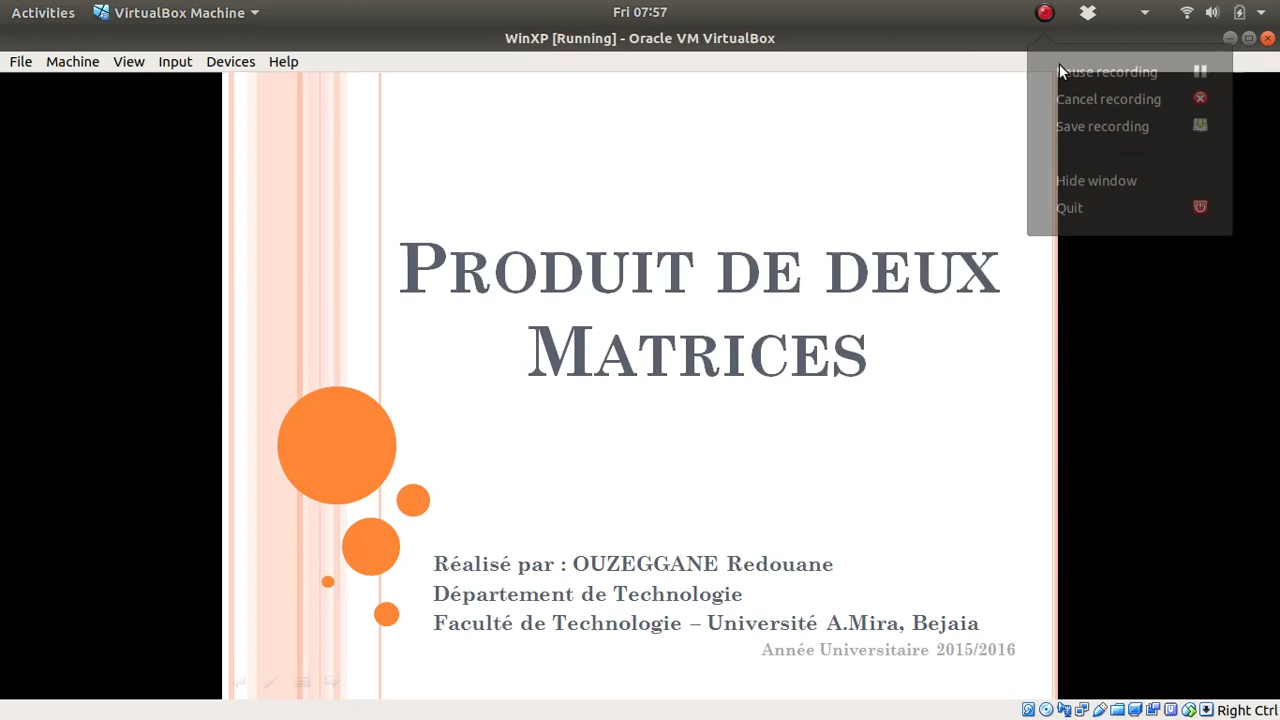 Activities VirtualBox Machine Fri 07:57
WinXP [Running] - Oracle VM VirtualBox
File Machine View Input Devices Help
Pause recording
Cancel recording
Save recording
Hide window
Quit
PRODUIT DE DEUX
MATRICES
Réalisé par : OUZEGGANE Redouane
Département de Technologie
Faculté de Technologie – Université A.Mira, Bejaia
Année Universitaire 2015/2016
Right Ctrl